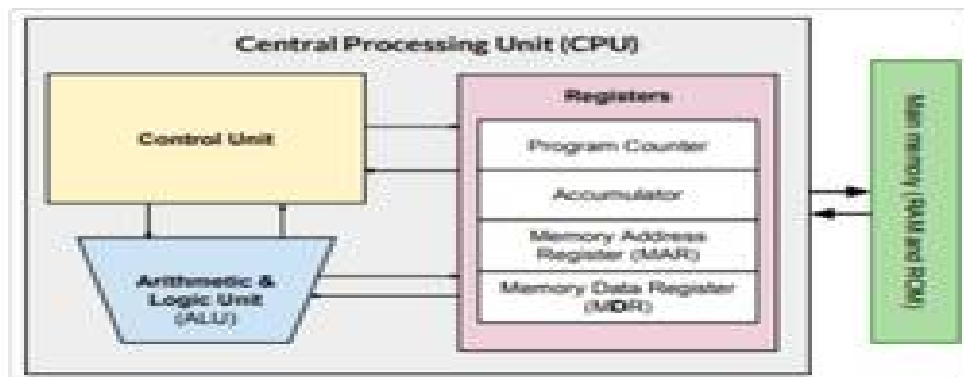 Central Processing Unit (CPU)
Control Unit
Registers
Program Counter
Accumulator
Memory Address
Register (MAR)
Memory Data Register
(MDR)
Arithmetic &
Logic Unit
(ALU)
Main memory (RAM and ROM)